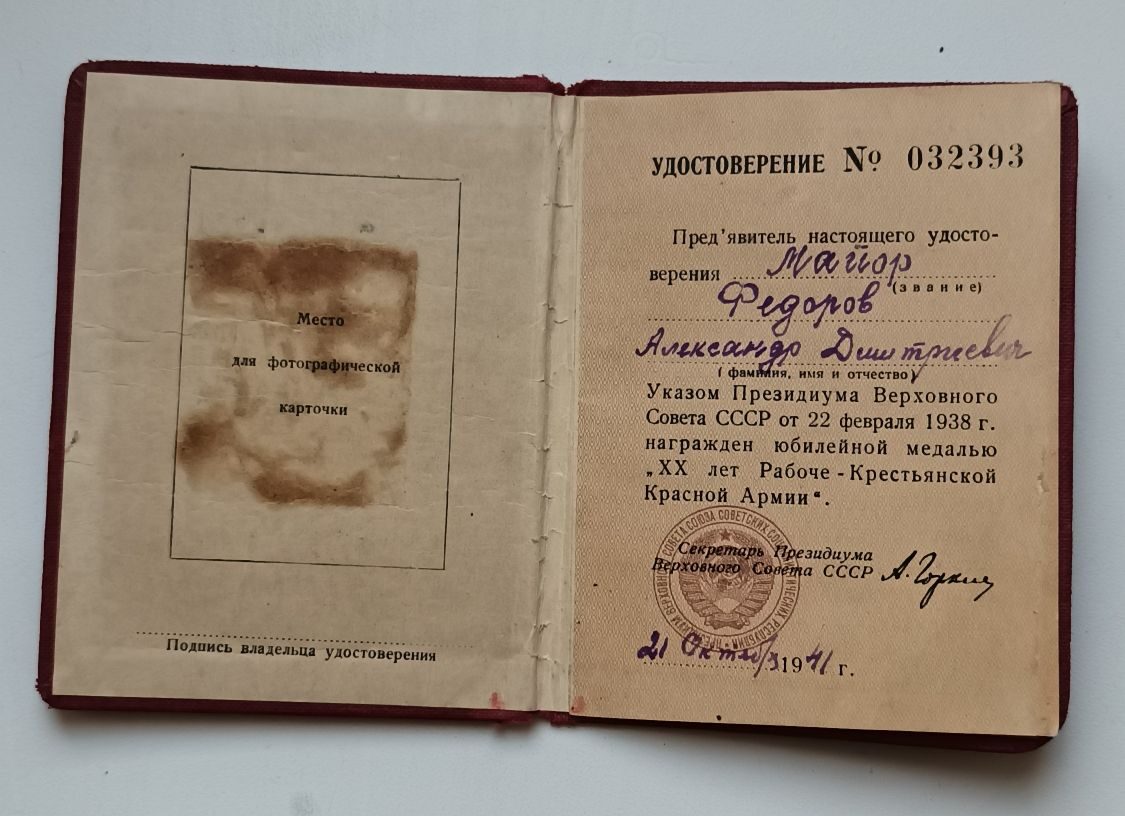 Место
для фотографической
карточки
Подпись владельца удостоверения
УДОСТОВЕРЕНИЕ № 032393
Пред'явитель настоящего удосто-
верения Майор
(звание)
Федоров
Александр Дмитриевич
(фамилия, имя и отчество)
Указом Президиума Верховного
Совета СССР от 22 февраля 1938 г.
награжден юбилейной медалью
„XX лет Рабоче-Крестьянской
Красной Армии“.
Секретарь Президиума
Верховного Совета СССР А. Горкин
21 Октября 1941 г.